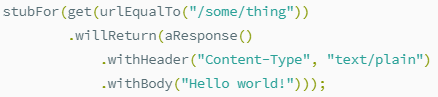 stubFor(get(urlEqualTo("/some/thing"))
        .willReturn(aResponse()
            .withHeader("Content-Type", "text/plain")
            .withBody("Hello world!")));